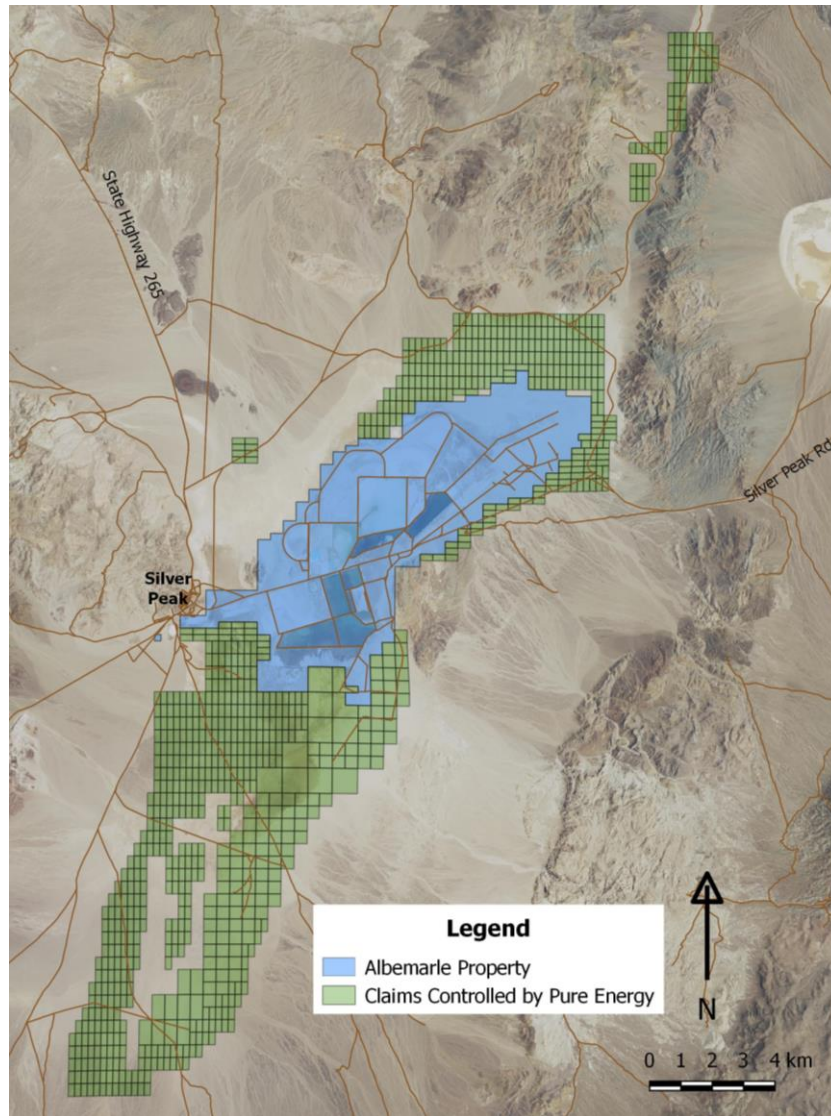 State Highway 265
Silver Peak Rd
Silver
Peak
Legend
Albemarle Property
Claims Controlled by Pure Energy
N
0 1 2 3 4 km